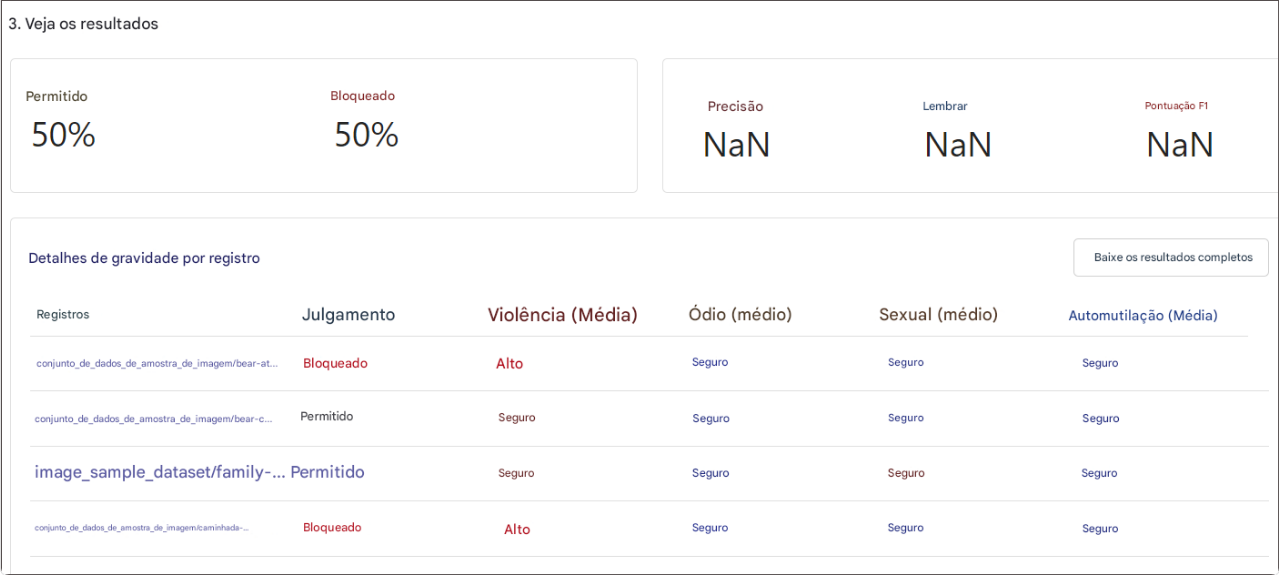 3. Veja os resultados
Permitido
Bloqueado
50%
50%
Precisão
Lembrar
Pontuação F1
NaN
NaN
NaN
Detalhes de gravidade por registro
Baixe os resultados completos
Registros Julgamento Violência (Média) Ódio (médio) Sexual (médio) Automutilação (Média)
conjunto_de_dados_de_amostra_de_imagem/bear-at... Bloqueado Alto Seguro Seguro Seguro
conjunto_de_dados_de_amostra_de_imagem/bear-c... Permitido Seguro Seguro Seguro Seguro
image_sample_dataset/family-... Permitido Seguro Seguro Seguro Seguro
conjunto_de_dados_de_amostra_de_imagem/caminhada-... Bloqueado Alto Seguro Seguro Seguro